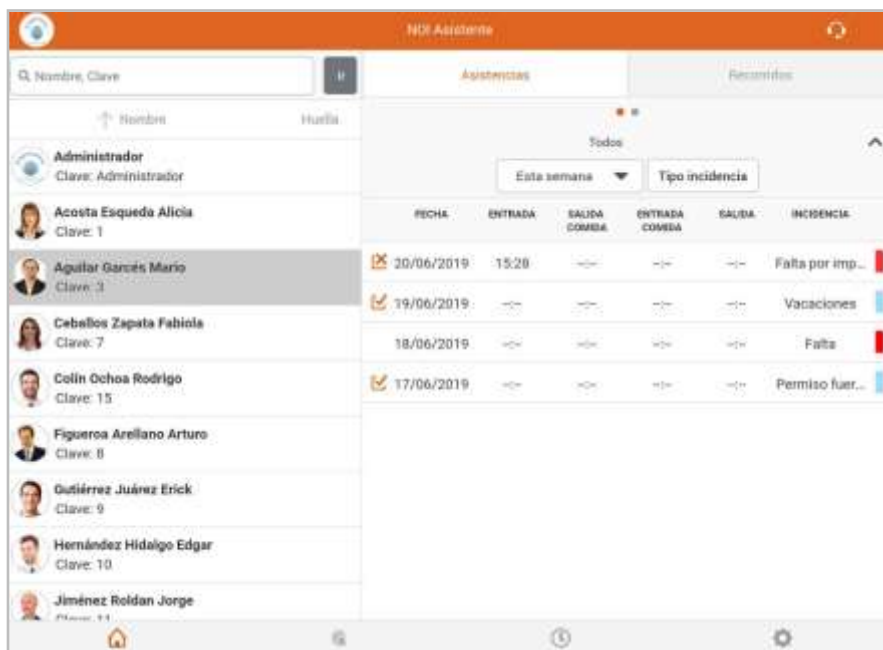 NOI Asistente
Nombre, Clave
Ir
Asistencias
Recorridos
Nombre
Huella
Todos
Esta semana
Tipo incidencia
Administrador
Clave: Administrador
Acosta Esqueda Alicia
Clave: 1
Aguilar Garcés Mario
Clave: 3
Ceballos Zapata Fabiola
Clave: 7
Colín Ochoa Rodrigo
Clave: 15
Figueroa Arellano Arturo
Clave: 8
Gutiérrez Juárez Erick
Clave: 9
Hernández Hidalgo Edgar
Clave: 10
Jiménez Roldan Jorge
Clave: 11
FECHA ENTRADA SALIDA COMIDA ENTRADA COMIDA SALIDA INCIDENCIA
20/06/2019 15:28 --:-- --:-- --:-- Falta por imp...
19/06/2019 --:-- --:-- --:-- --:-- Vacaciones
18/06/2019 --:-- --:-- --:-- --:-- Falta
17/06/2019 --:-- --:-- --:-- --:-- Permiso fuer...